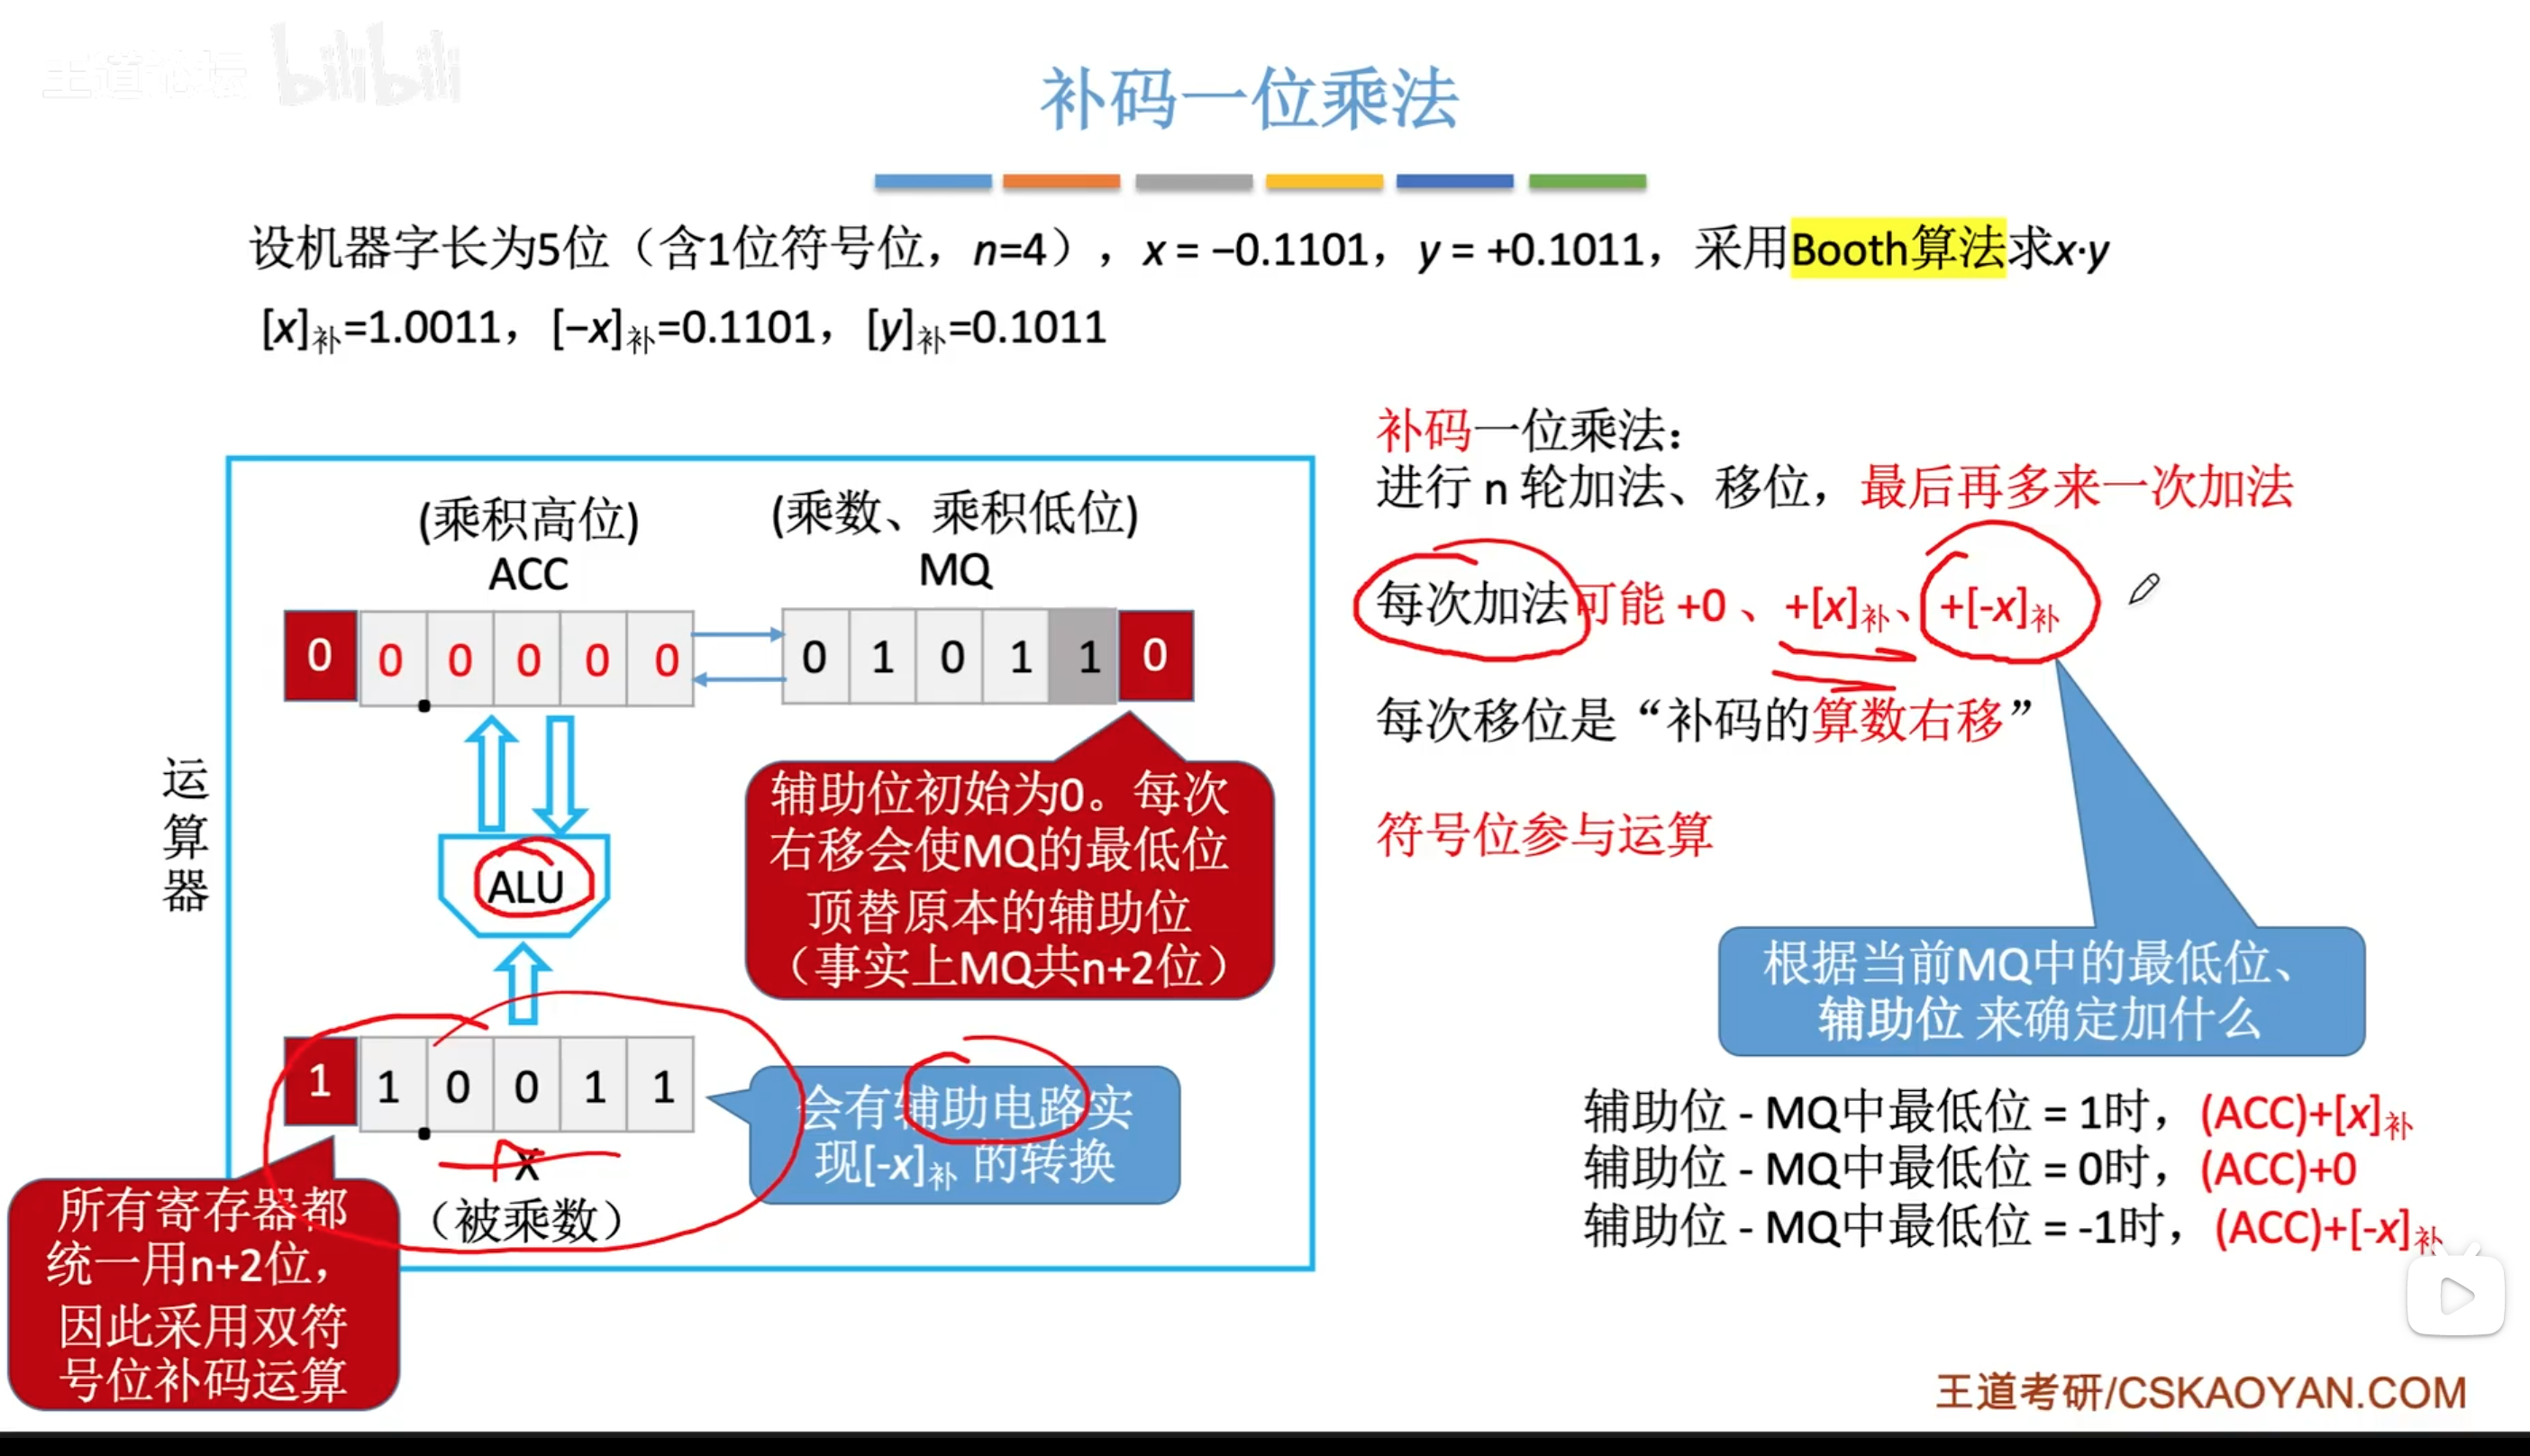 王道论坛 bilibili
补码一位乘法
设机器字长为5位（含1位符号位，n=4），x = −0.1101，y = +0.1011，采用Booth算法求x·y
[x]补=1.0011，[−x]补=0.1101，[y]补=0.1011
补码一位乘法：
进行 n 轮加法、移位，最后再多来一次加法
每次加法可能 +0 、+[x]补、+[-x]补
每次移位是“补码的算数右移”
符号位参与运算
(乘积高位)
ACC
(乘数、乘积低位)
MQ
0 0 0 0 0 0
0 1 0 1 1 0
运算器
ALU
辅助位初始为0。每次
右移会使MQ的最低位
顶替原本的辅助位
（事实上MQ共n+2位）
1 1 0 0 1 1
X
（被乘数）
会有辅助电路实
现[-x]补 的转换
所有寄存器都
统一用n+2位，
因此采用双符
号位补码运算
根据当前MQ中的最低位、
辅助位 来确定加什么
辅助位 - MQ中最低位 = 1时，(ACC)+[x]补
辅助位 - MQ中最低位 = 0时，(ACC)+0
辅助位 - MQ中最低位 = -1时，(ACC)+[-x]补
王道考研/CSKAOYAN.COM